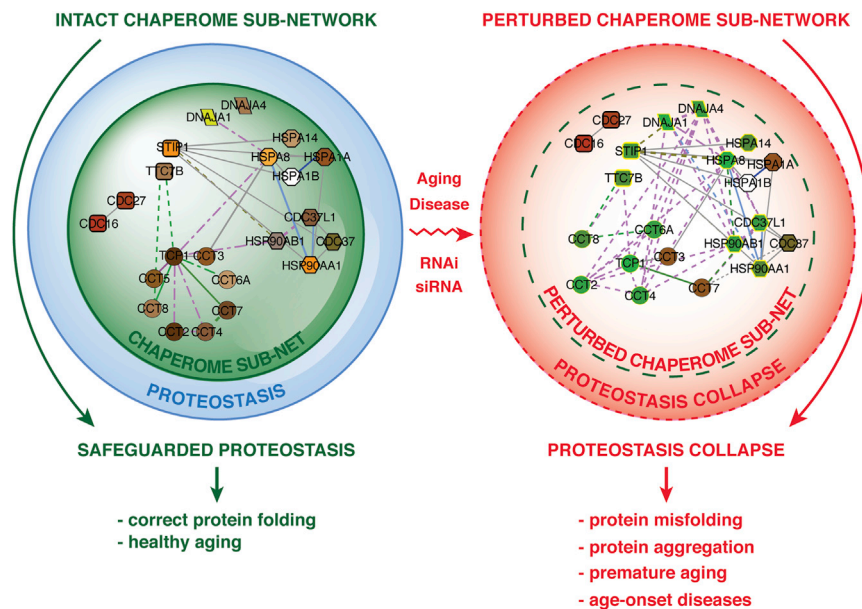 INTACT CHAPEROME SUB-NETWORK
DNAJA4
DNAJA1
STIP1
HSPA14
HSPA8
HSPA1A
HSPA1B
TTC7B
CDC27
CDC16
CDC37L1
HSP90AB1
CDC37
HSP90AA1
TCP1
CCT3
CCT5
CCT6A
CCT8
CCT7
CCT2
CCT4
CHAPEROME SUB-NET
PROTEOSTASIS
SAFEGUARDED PROTEOSTASIS
- correct protein folding
- healthy aging
Aging
Disease
RNAi
siRNA
PERTURBED CHAPEROME SUB-NETWORK
DNAJA4
DNAJA1
CDC27
CDC16
STIP1
HSPA14
HSPA8
HSPA1A
HSPA1B
TTC7B
CDC37L1
CCT6A
CCT8
HSP90AB1
CDC37
CCT3
TCP1
HSP90AA1
CCT2
CCT4
CCT7
PERTURBED CHAPEROME SUB-NET
PROTEOSTASIS COLLAPSE
PROTEOSTASIS COLLAPSE
- protein misfolding
- protein aggregation
- premature aging
- age-onset diseases